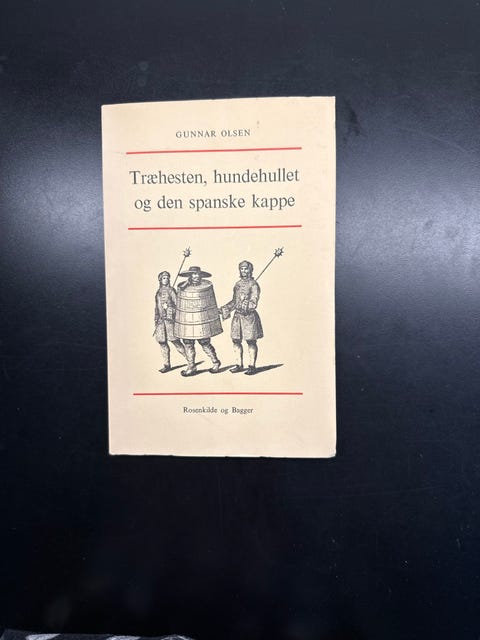 GUNNAR OLSEN
Træhesten, hundehullet
og den spanske kappe
Rosenkilde og Bagger